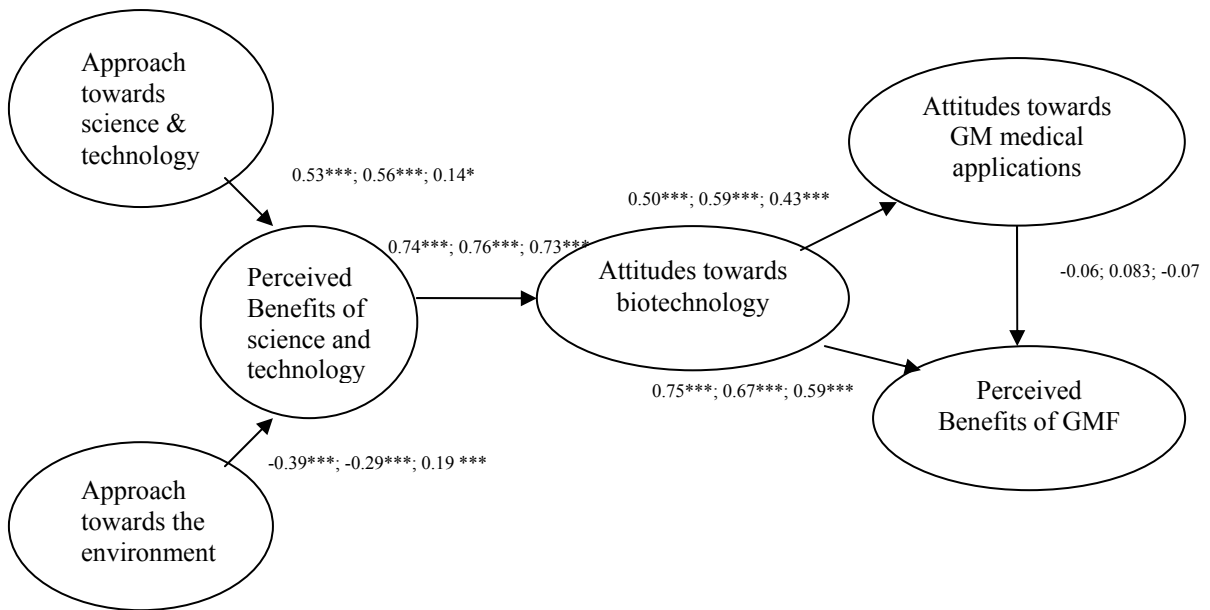 Approach
towards
science &
technology
0.53***; 0.56***; 0.14*
0.74***; 0.76***; 0.73***
Perceived
Benefits of
science and
technology
-0.39***; -0.29***; 0.19 ***
Approach
towards the
environment
Attitudes towards
biotechnology
0.50***; 0.59***; 0.43***
0.75***; 0.67***; 0.59***
Attitudes towards
GM medical
applications
-0.06; 0.083; -0.07
Perceived
Benefits of GMF